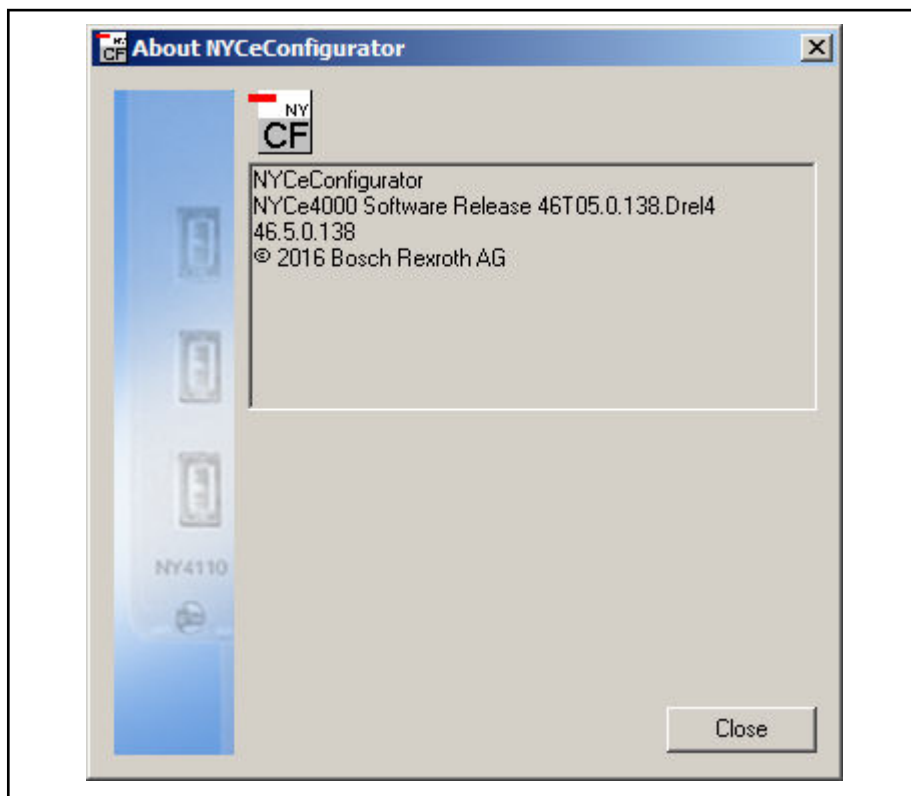 About NYCeConfigurator
NY
CF
NYCeConfigurator
NYCe4000 Software Release 46T05.0.138.Drel4
46.5.0.138
© 2016 Bosch Rexroth AG
NY4110
Close